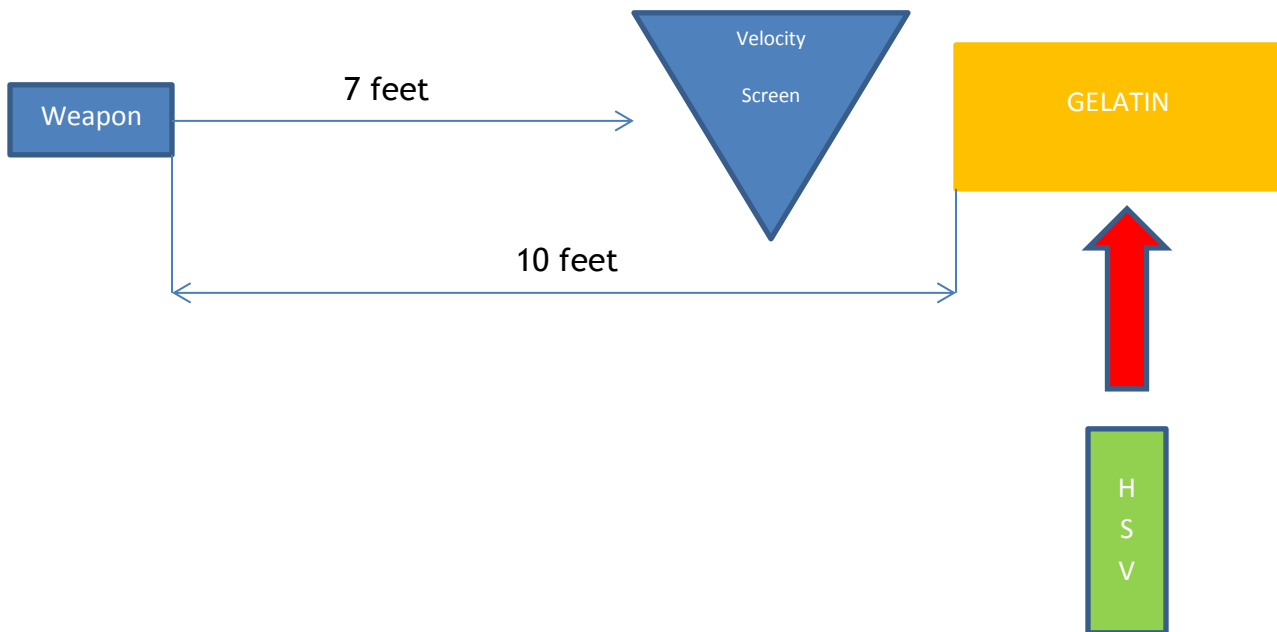 Velocity
Screen
7 feet
Weapon
GELATIN
10 feet
H
S
V